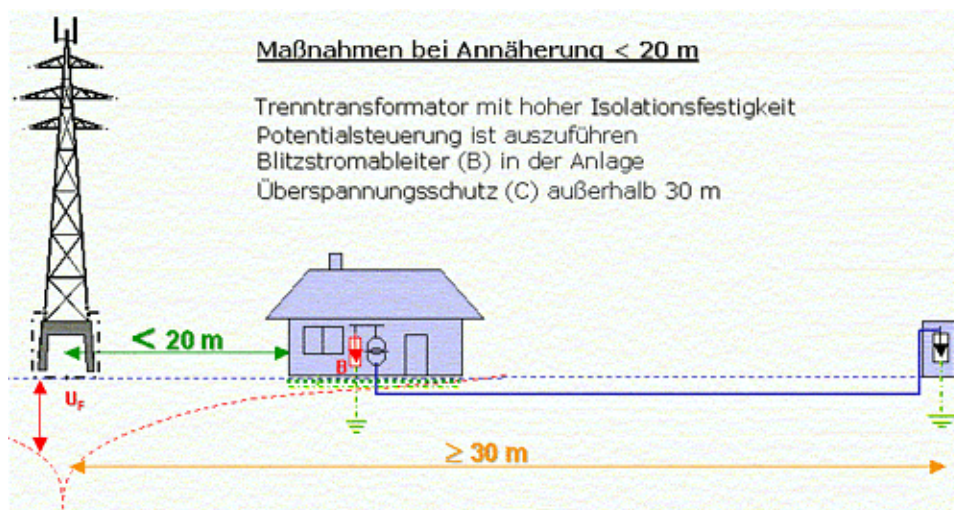 Maßnahmen bei Annäherung < 20 m
Trenntransformator mit hoher Isolationsfestigkeit
Potentialsteuerung ist auszuführen
Blitzstromableiter (B) in der Anlage
Überspannungsschutz (C) außerhalb 30 m
< 20 m
B
U_F
≥ 30 m